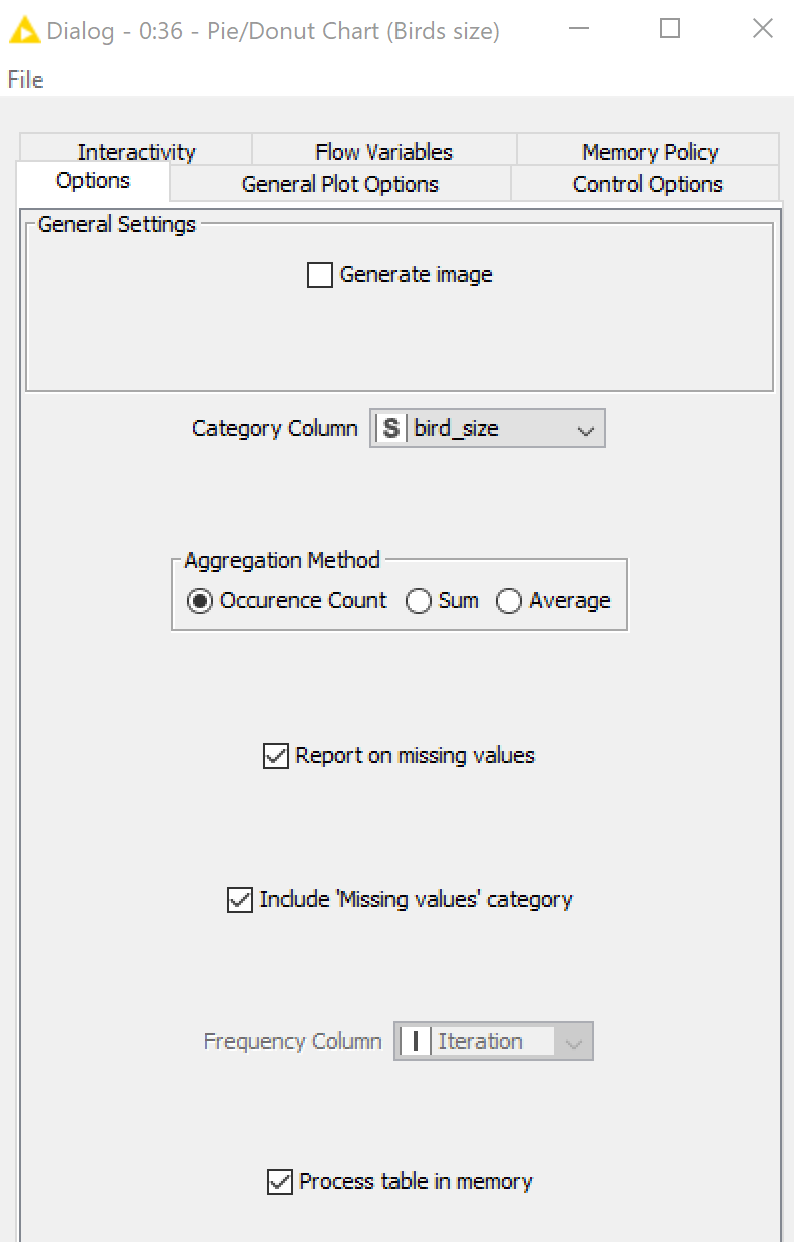 Dialog - 0:36 - Pie/Donut Chart (Birds size)
File
Interactivity Flow Variables Memory Policy
Options General Plot Options Control Options
General Settings
Generate image
Category Column S bird_size
Aggregation Method
Occurence Count Sum Average
Report on missing values
Include 'Missing values' category
Frequency Column I Iteration
Process table in memory